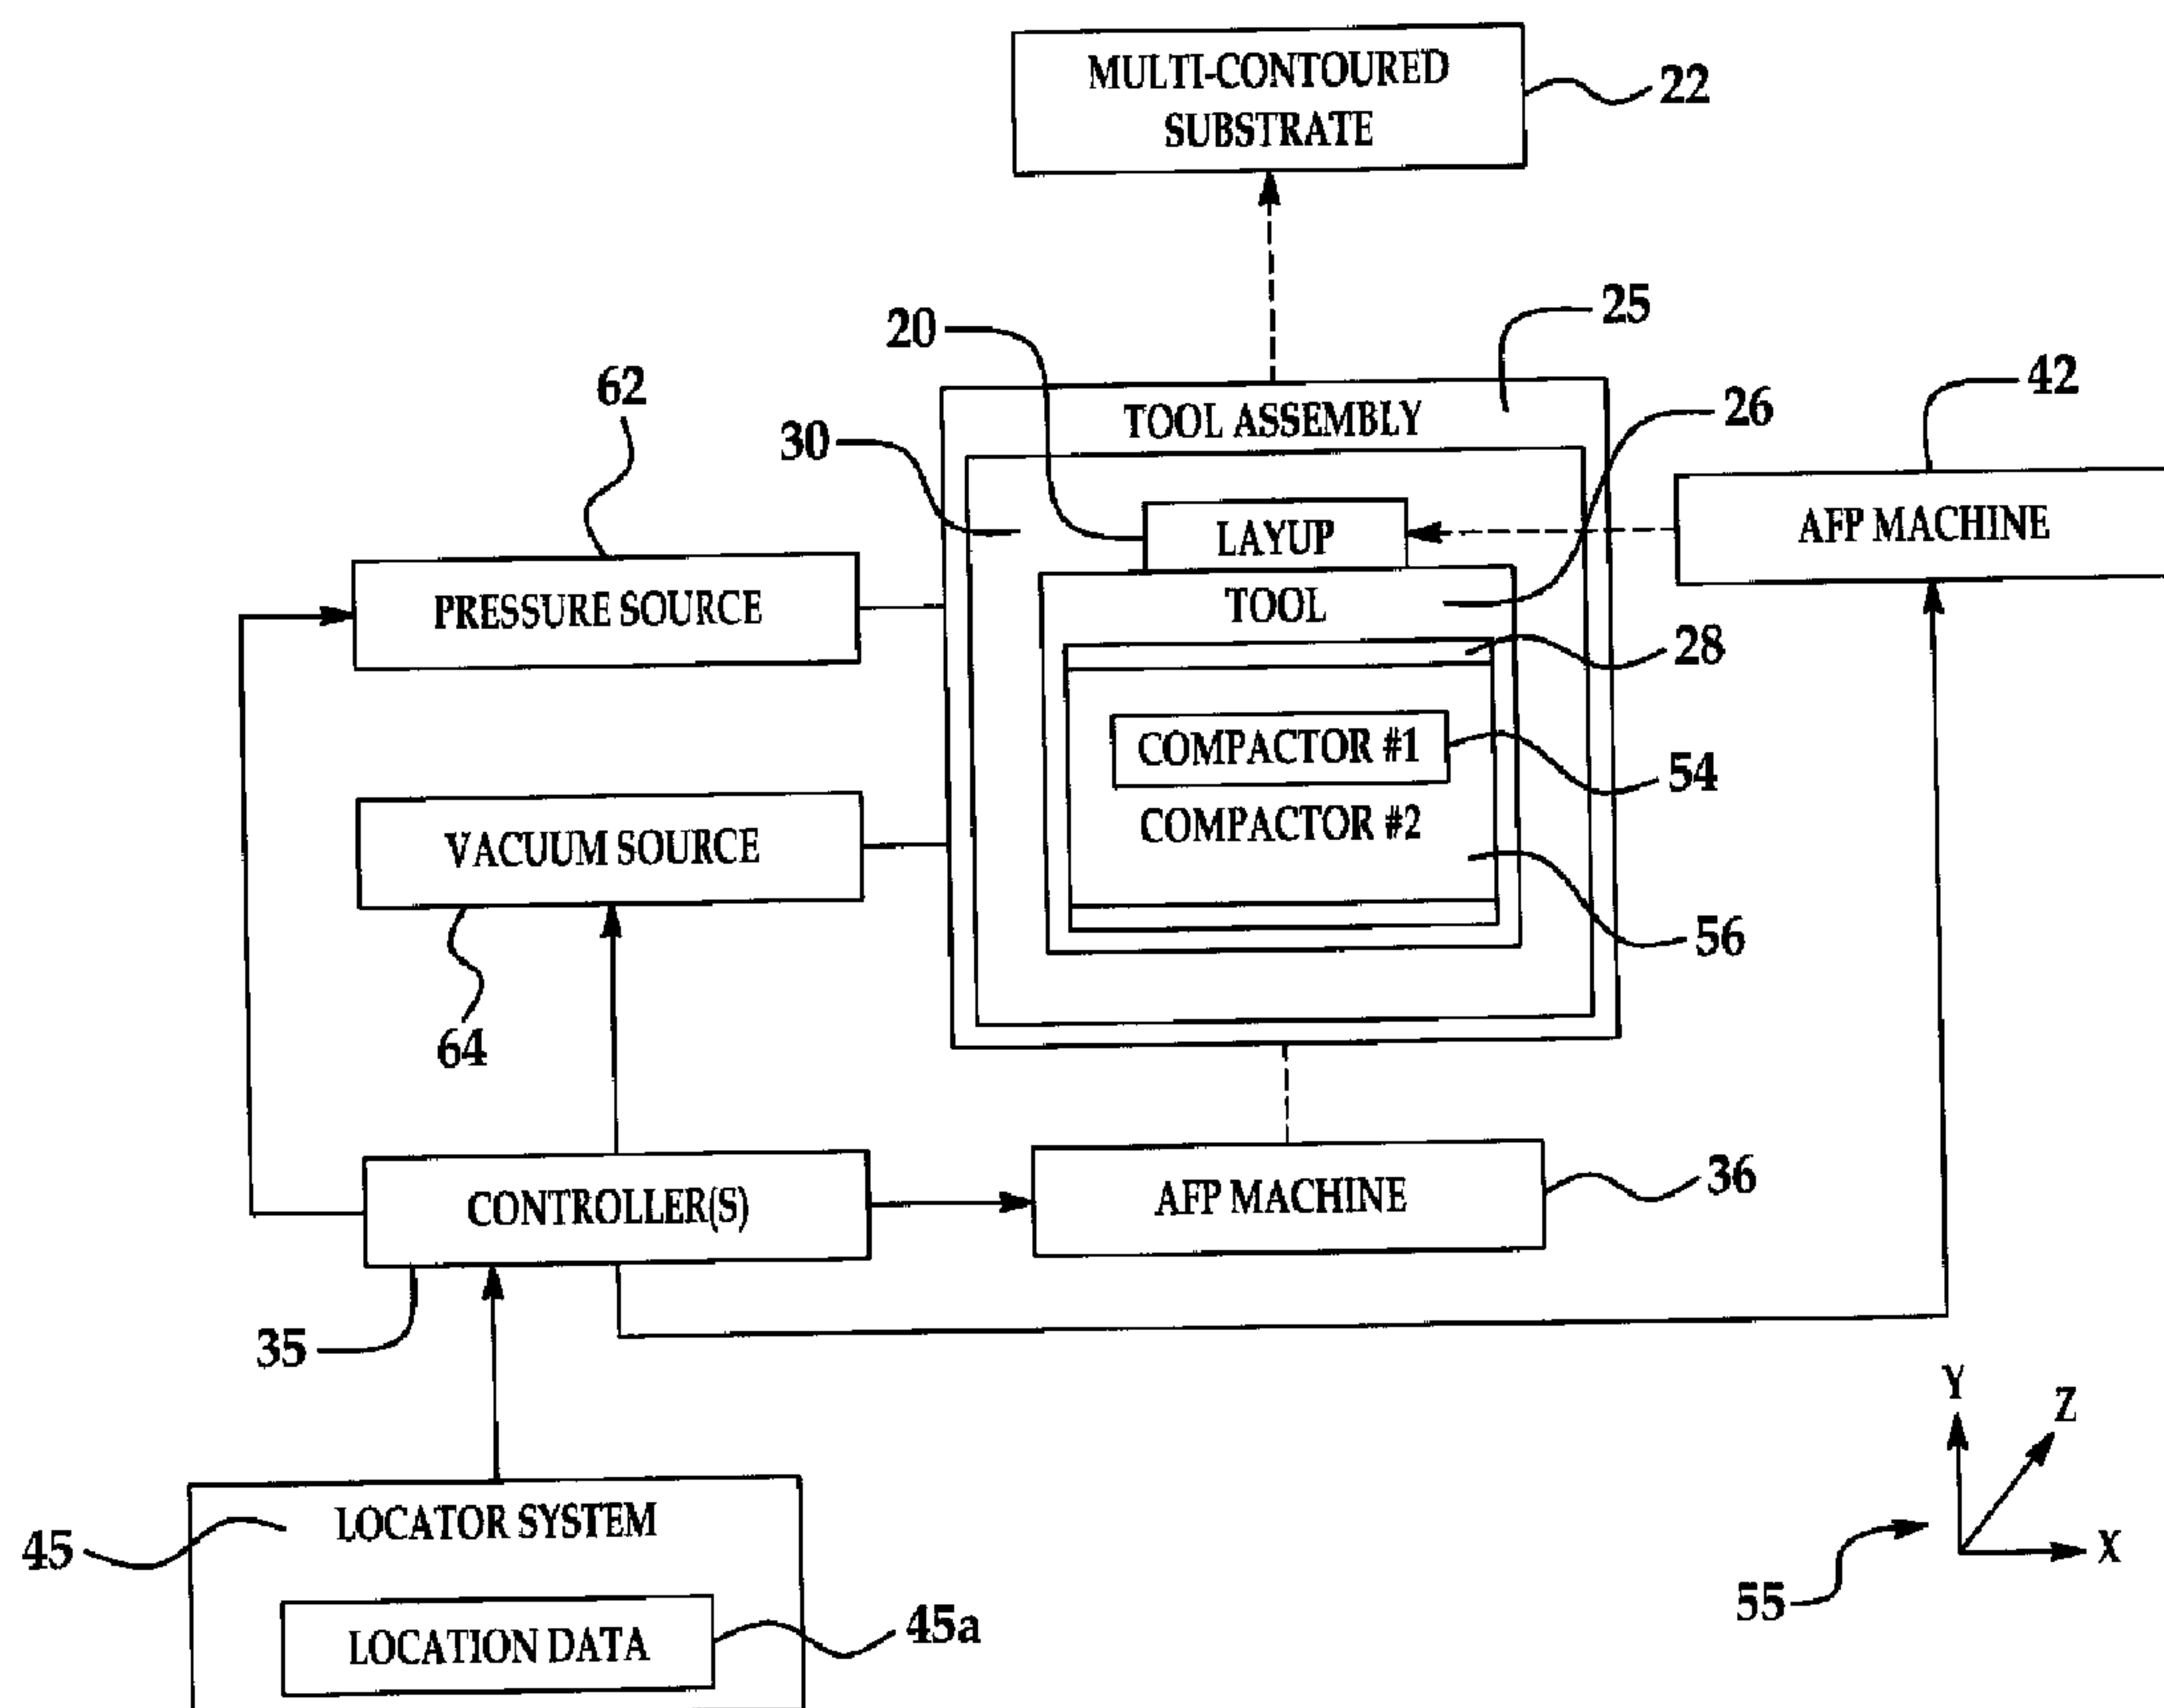 MULTI-CONTOURED
SUBSTRATE
22
25
20
42
62
26
TOOL ASSEMBLY
30
AFP MACHINE
LAYUP
PRESSURE SOURCE
TOOL
28
COMPACTOR #1
54
COMPACTOR #2
VACUUM SOURCE
56
64
36
CONTROLLER(S)
AFP MACHINE
35
Y
Z
LOCATOR SYSTEM
45
X
55
45a
LOCATION DATA